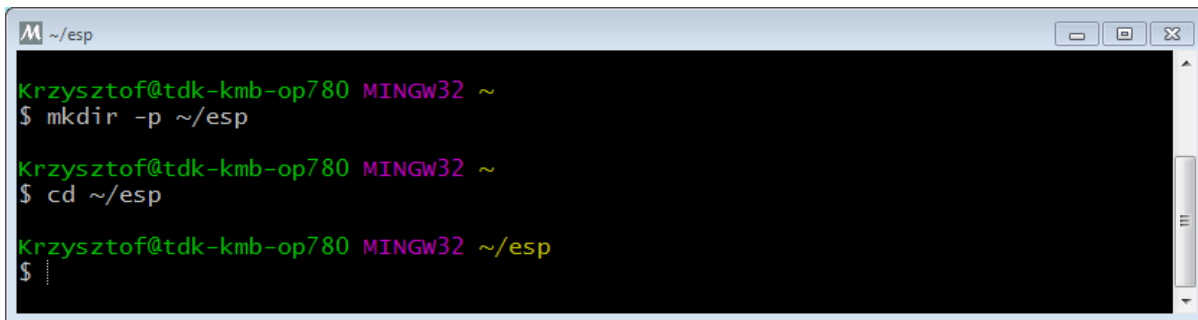 ~/esp
Krzysztof@tdk-kmb-op780 MINGW32 ~
$ mkdir -p ~/esp
Krzysztof@tdk-kmb-op780 MINGW32 ~
$ cd ~/esp
Krzysztof@tdk-kmb-op780 MINGW32 ~/esp
$